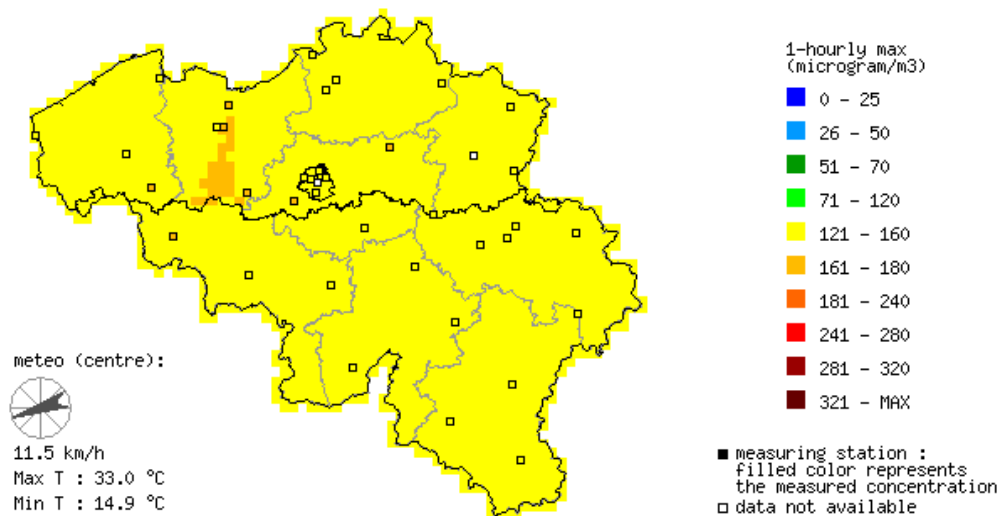 1-hourly max
(microgram/m3)
0 - 25
26 - 50
51 - 70
71 - 120
121 - 160
161 - 180
181 - 240
241 - 280
281 - 320
321 - MAX
meteo (centre):
11.5 km/h
Max T : 33.0 °C
Min T : 14.9 °C
measuring station :
filled color represents
the measured concentration
data not available